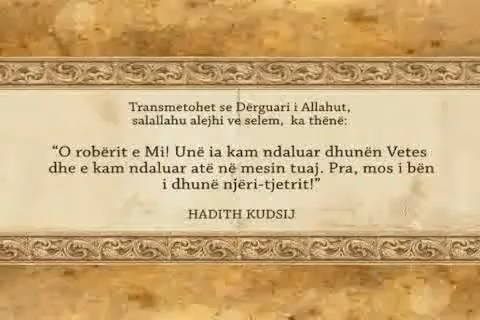 Transmetohet se Dërguari i Allahut,
salallahu alejhi ve selem, ka thënë:
“O robërit e Mi! Unë ia kam ndaluar dhunën Vetes
dhe e kam ndaluar atë në mesin tuaj. Pra, mos i bën
i dhunë njëri-tjetrit!”
HADITH KUDSIJ